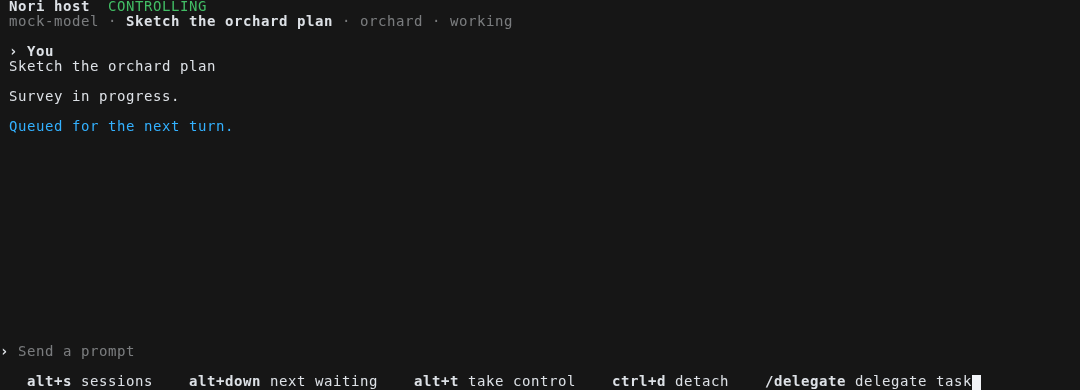 Nori host  CONTROLLING
mock-model · Sketch the orchard plan · orchard · working
› You
Sketch the orchard plan
Survey in progress.
Queued for the next turn.
› Send a prompt
alt+s sessions    alt+down next waiting    alt+t take control    ctrl+d detach    /delegate delegate task